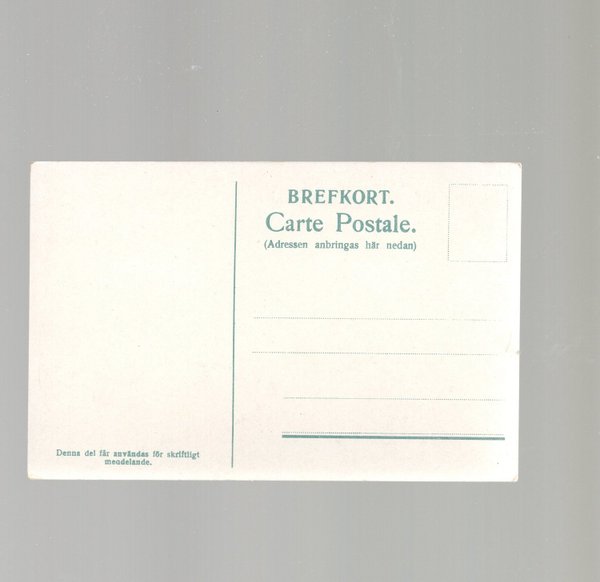 BREFKORT.
Carte Postale.
(Adressen anbringas här nedan)
Denna del får användas för skriftligt
meddelande.